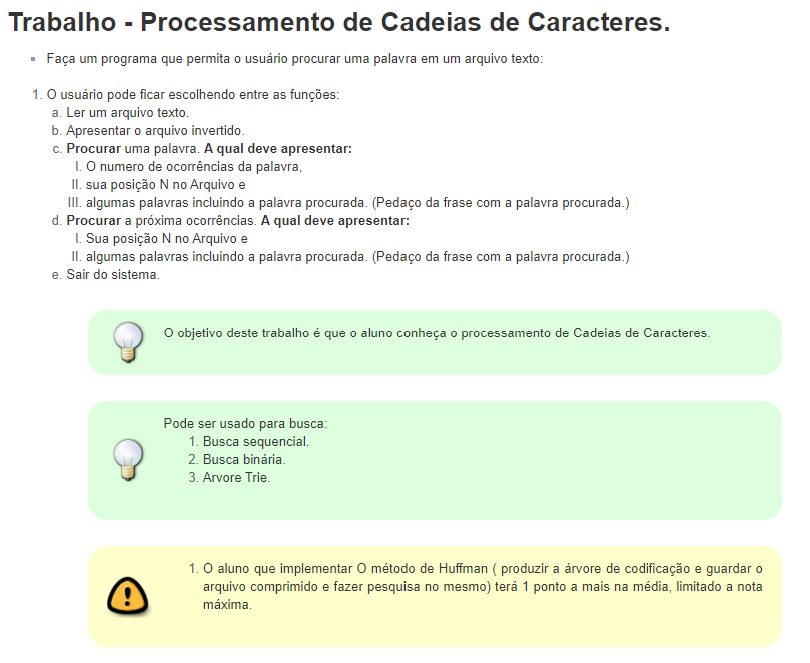 Trabalho - Processamento de Cadeias de Caracteres.
Faça um programa que permita o usuário procurar uma palavra em um arquivo texto:
1. O usuário pode ficar escolhendo entre as funções:
a. Ler um arquivo texto.
b. Apresentar o arquivo invertido.
c. Procurar uma palavra. A qual deve apresentar:
I. O numero de ocorrências da palavra,
II. sua posição N no Arquivo e
III. algumas palavras incluindo a palavra procurada. (Pedaço da frase com a palavra procurada.)
d. Procurar a próxima ocorrências. A qual deve apresentar:
I. Sua posição N no Arquivo e
II. algumas palavras incluindo a palavra procurada. (Pedaço da frase com a palavra procurada.)
e. Sair do sistema.
O objetivo deste trabalho é que o aluno conheça o processamento de Cadeias de Caracteres.
Pode ser usado para busca:
1. Busca sequencial.
2. Busca binária.
3. Arvore Trie.
1. O aluno que implementar O método de Huffman ( produzir a árvore de codificação e guardar o
arquivo comprimido e fazer pesquisa no mesmo) terá 1 ponto a mais na média, limitado a nota
máxima.